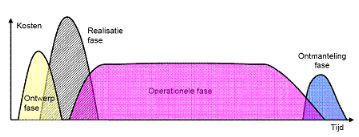 Kosten
Realisatie
fase
Ontmanteling
fase
Ontwerp
fase
Operationele fase
Tijd